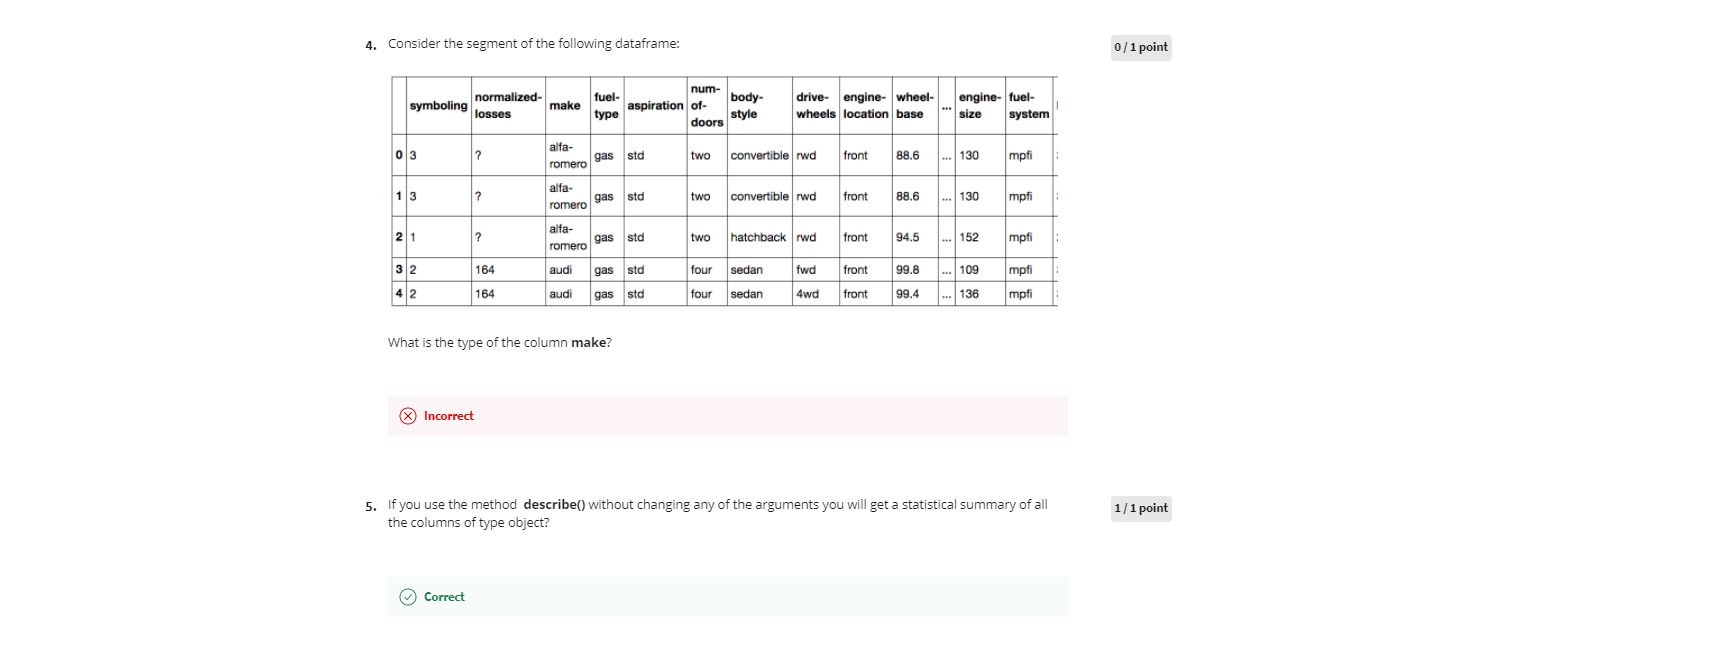 4. Consider the segment of the following dataframe:
0 / 1 point
symboling normalized-losses make fuel-type aspiration num-of-doors body-style drive-wheels engine-location wheel-base ... engine-size fuel-system
0 3 ? alfa-romero gas std two convertible rwd front 88.6 ... 130 mpfi
1 3 ? alfa-romero gas std two convertible rwd front 88.6 ... 130 mpfi
2 1 ? alfa-romero gas std two hatchback rwd front 94.5 ... 152 mpfi
3 2 164 audi gas std four sedan fwd front 99.8 ... 109 mpfi
4 2 164 audi gas std four sedan 4wd front 99.4 ... 136 mpfi
What is the type of the column make?
Incorrect
5. If you use the method describe() without changing any of the arguments you will get a statistical summary of all
the columns of type object?
1 / 1 point
Correct